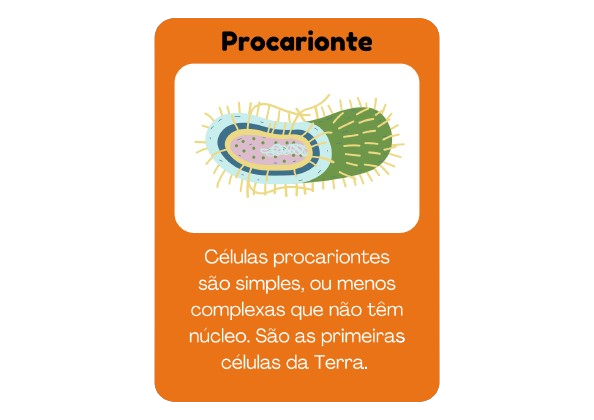 Procarionte
Células procariontes
são simples, ou menos
complexas que não têm
núcleo. São as primeiras
células da Terra.